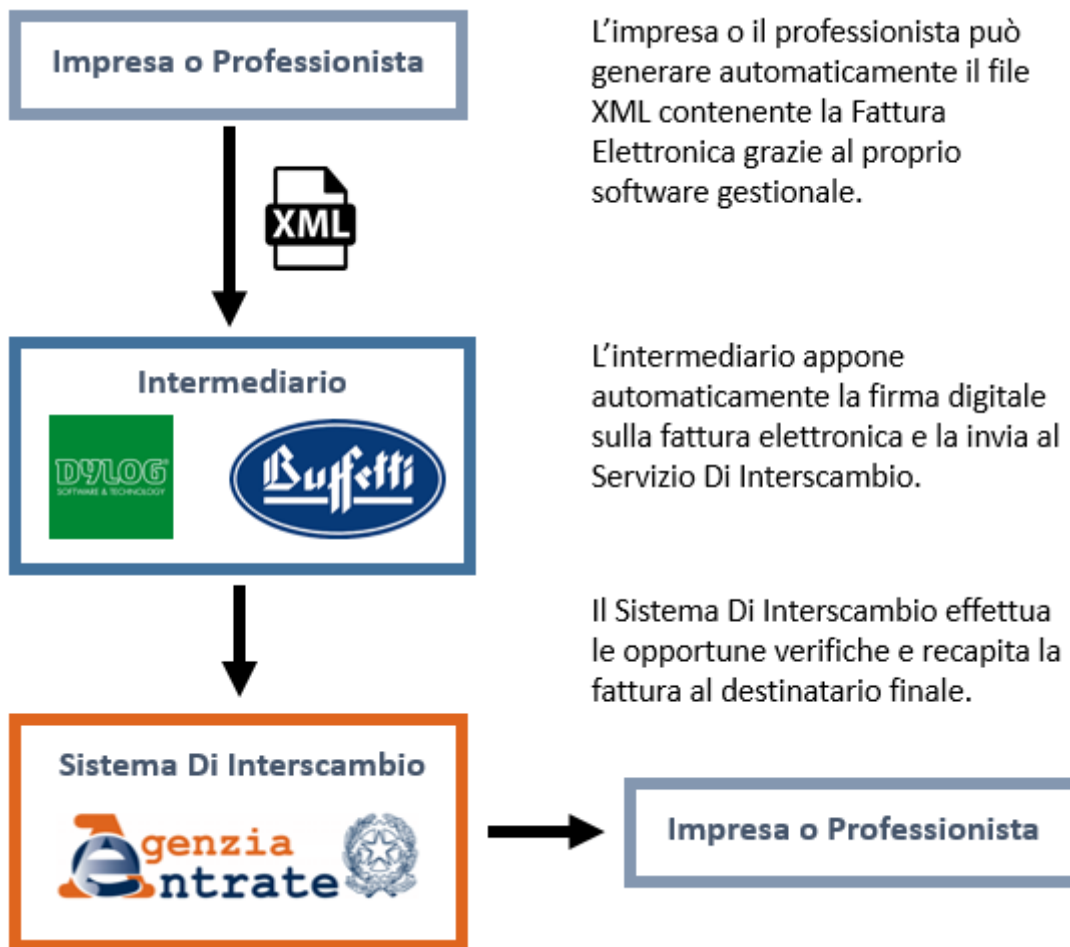 Impresa o Professionista
L’impresa o il professionista può
generare automaticamente il file
XML contenente la Fattura
Elettronica grazie al proprio
software gestionale.
XML
Intermediario
DYLOG
SOFTWARE & TECHNOLOGY
Buffetti
L’intermediario appone
automaticamente la firma digitale
sulla fattura elettronica e la invia al
Servizio Di Interscambio.
Il Sistema Di Interscambio effettua
le opportune verifiche e recapita la
fattura al destinatario finale.
Sistema Di Interscambio
Agenzia
entrate
Impresa o Professionista